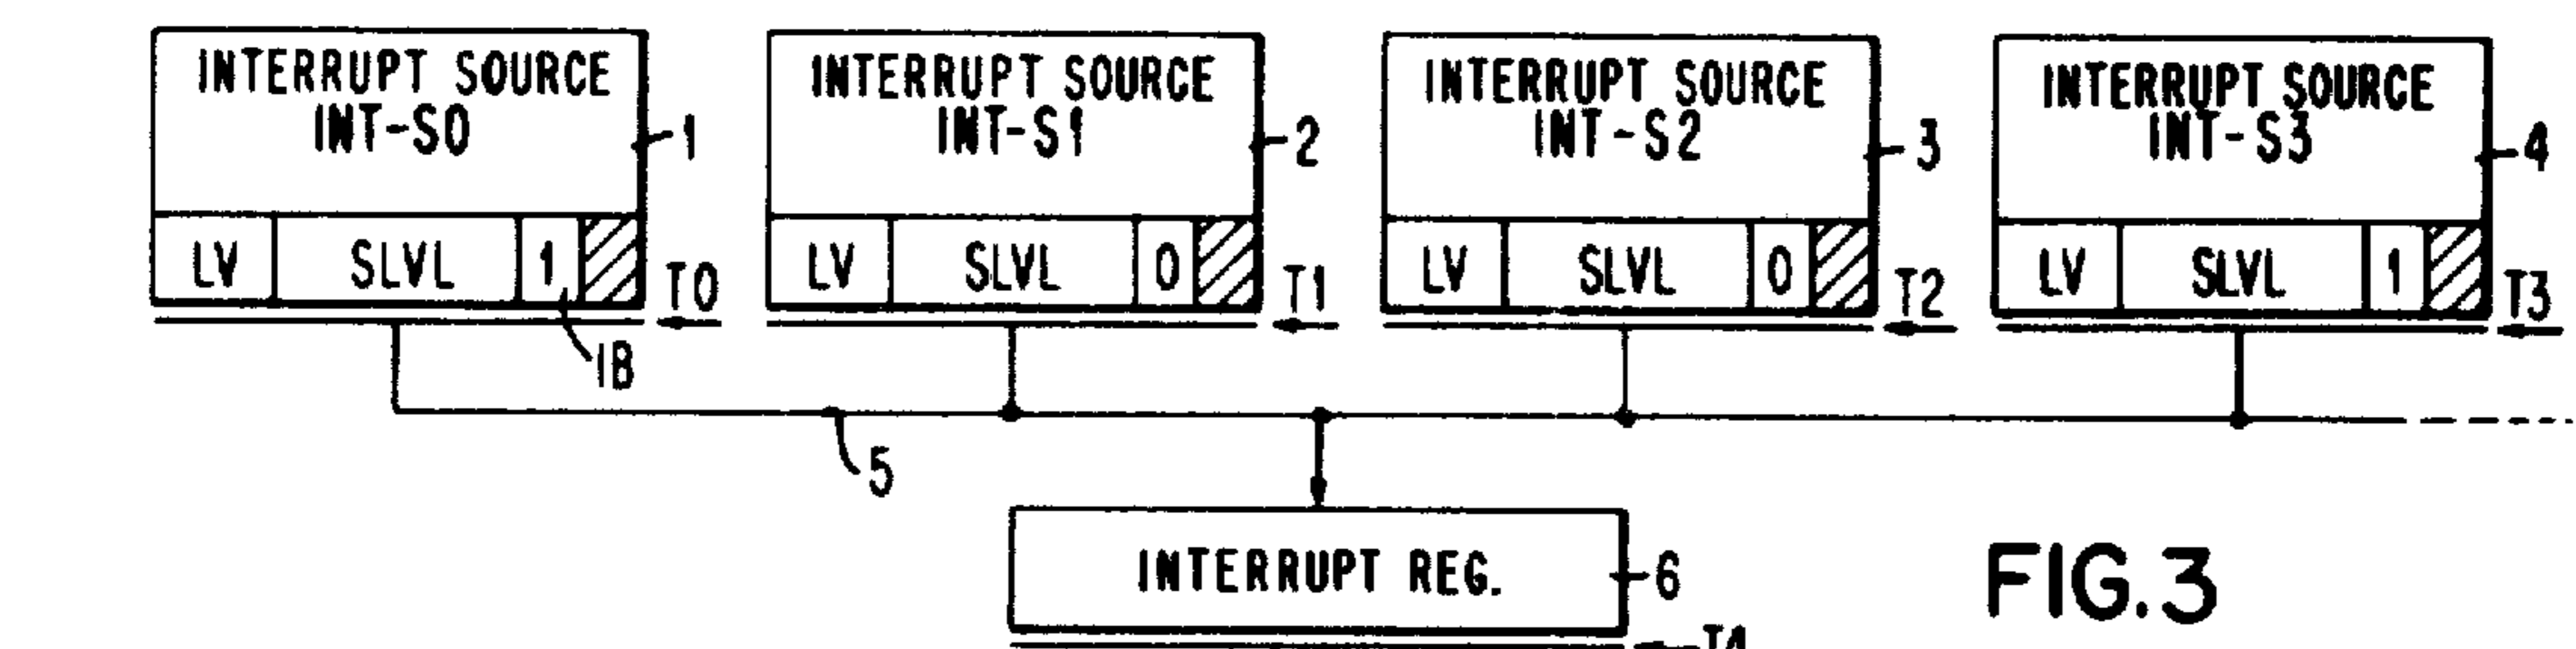 INTERRUPT SOURCE
INT-S0
1
INTERRUPT SOURCE
INT-S1
2
INTERRUPT SOURCE
INT-S2
3
INTERRUPT SOURCE
INT-S3
4
LV SLVL 1 T0
LV SLVL 0 T1
LV SLVL 0 T2
LV SLVL 1 T3
1B
5
INTERRUPT REG.
6
FIG.3
T4